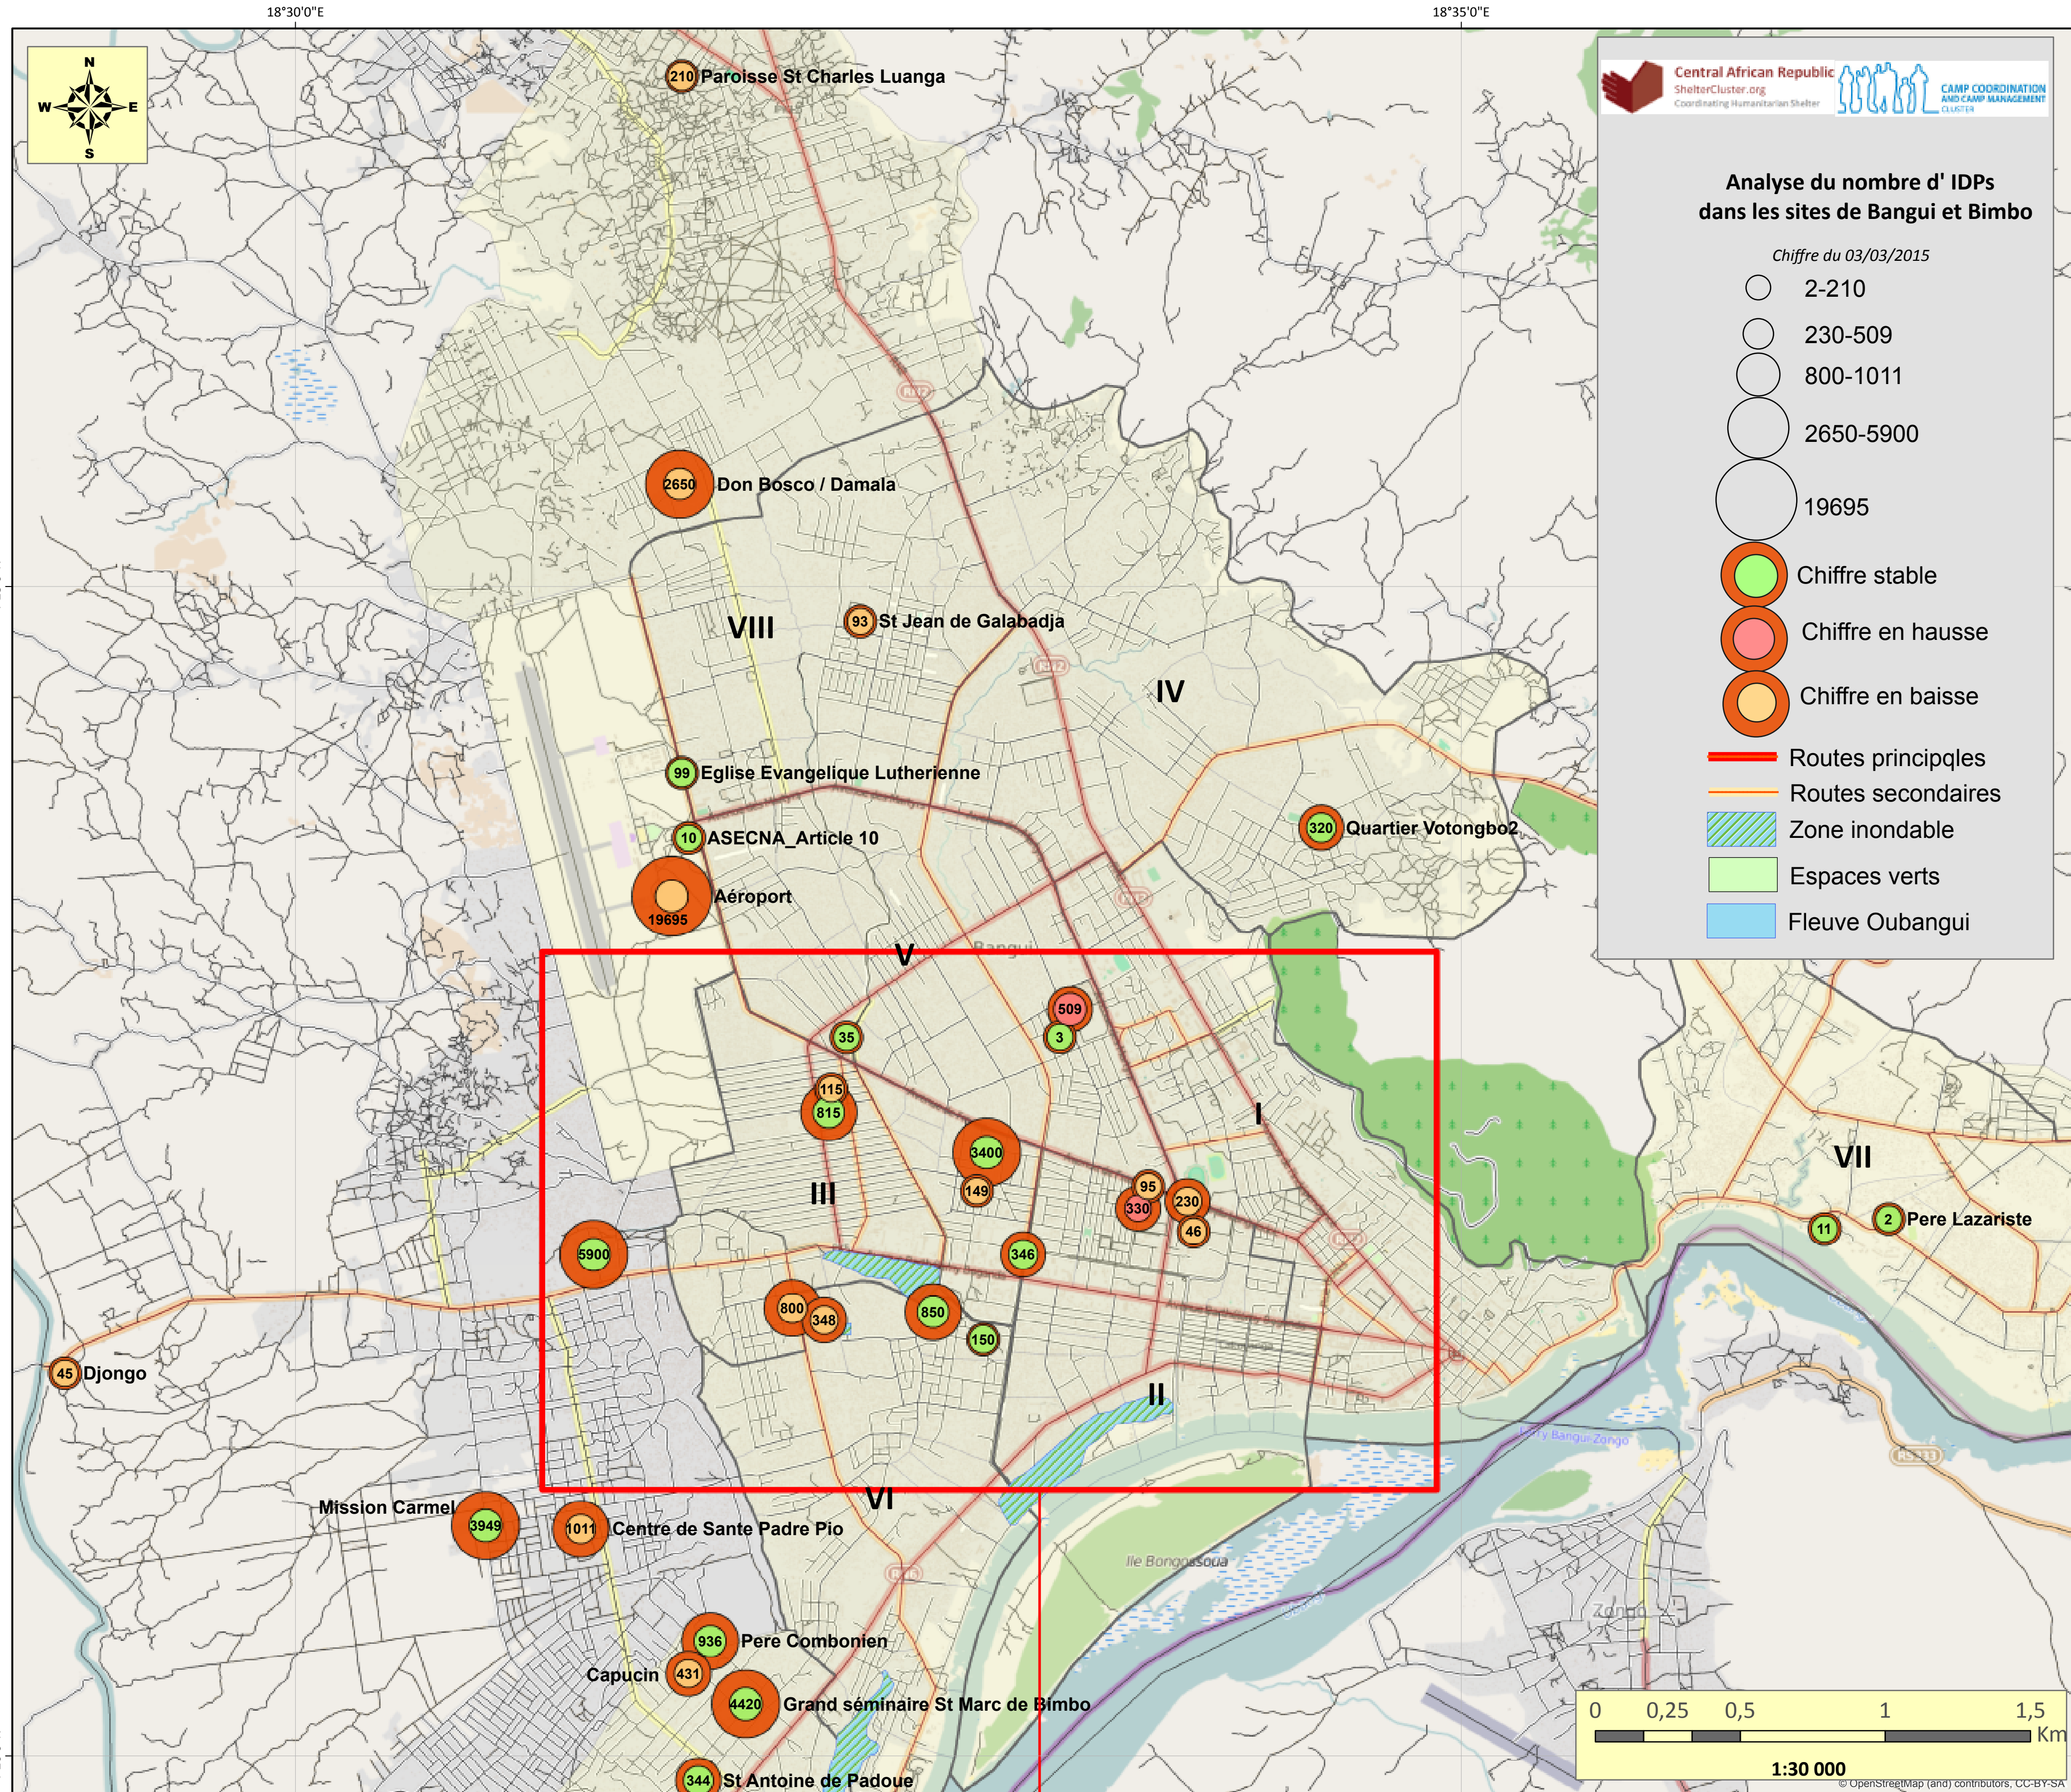 18°30'0"E
18°35'0"E
N
W E
S
Central African Republic
ShelterCluster.org
Coordinating Humanitarian Shelter
CAMP COORDINATION
AND CAMP MANAGEMENT
CLUSTER
Analyse du nombre d' IDPs
dans les sites de Bangui et Bimbo
Chiffre du 03/03/2015
2-210
230-509
800-1011
2650-5900
19695
Chiffre stable
Chiffre en hausse
Chiffre en baisse
Routes principqles
Routes secondaires
Zone inondable
Espaces verts
Fleuve Oubangui
210 Paroisse St Charles Luanga
RN2
2650 Don Bosco / Damala
VIII
93 St Jean de Galabadja
RN2
IV
99 Eglise Evangelique Lutherienne
10 ASECNA_Article 10
320 Quartier Votongbo2
Aéroport
19695
V
Bangui
509
35
3
115
815
I
3400
VII
149
III
95
330
230
46
11
2 Pere Lazariste
5900
346
800
348
850
150
45 Djongo
II
Ferry Bangui-Zongo
RS333
VI
Mission Carmel
3949
1011 Centre de Sante Padre Pio
Ile Bongossoua
Zongo
936 Pere Combonien
Capucin 431
4420 Grand séminaire St Marc de Bimbo
344 St Antoine de Padoue
0 0,25 0,5 1 1,5
Km
1:30 000
© OpenStreetMap (and) contributors, CC-BY-SA